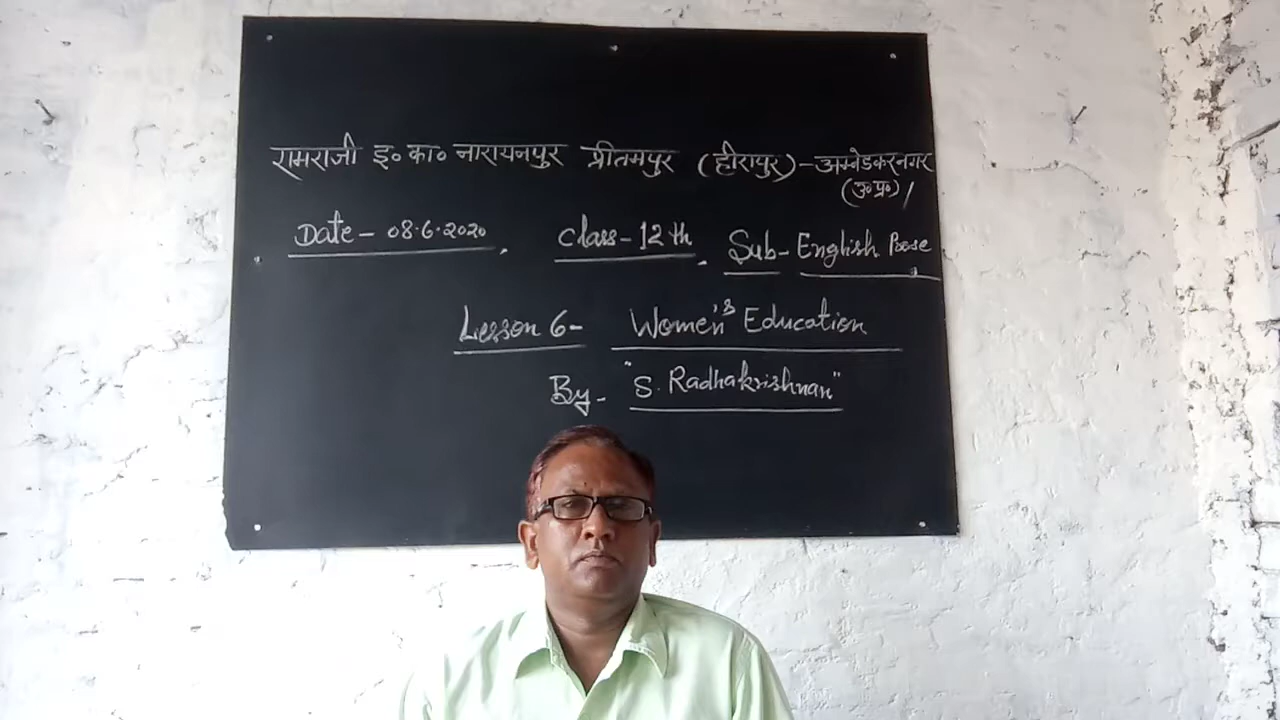 रामराजी इ० का० नारायनपुर प्रीतमपुर (हीरापुर)-अम्बेडकरनगर
(उ०प्र०) /
Date - 08.6.2020. Class - 12th. Sub - English Prose
Lesson 6 - Women's Education
By - "S. Radhakrishnan"